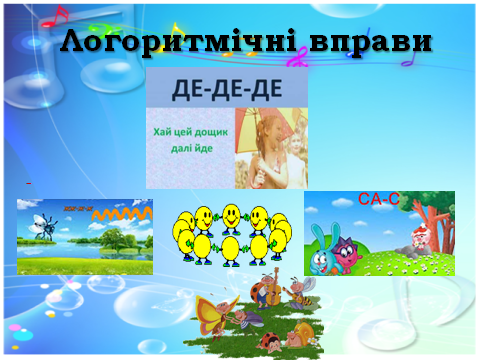 Логоритмічні вправи
ДЕ-ДЕ-ДЕ
Хай цей дощик
далі йде
СА-С